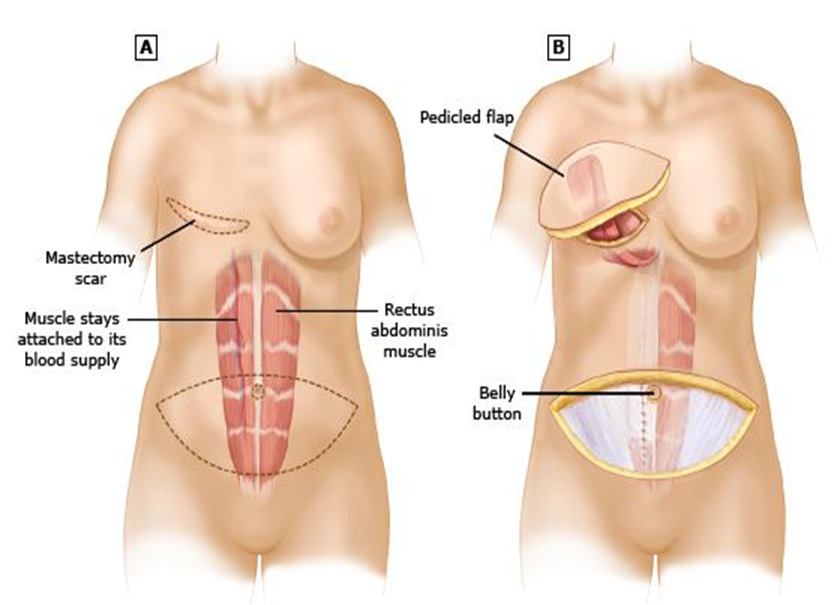 A
Mastectomy
scar
Muscle stays
attached to its
blood supply
Rectus
abdominis
muscle
B
Pedicled flap
Belly
button